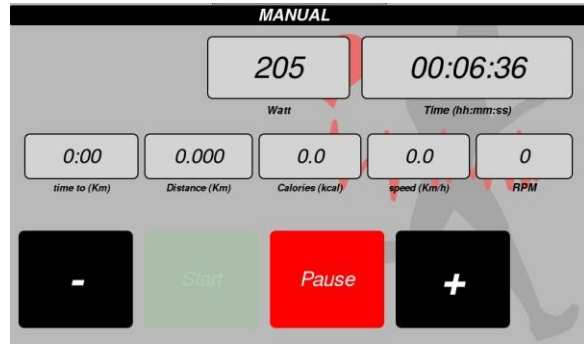 MANUAL
205 00:06:36
Watt Time (hh:mm:ss)
0:00 0.000 0.0 0.0 0
time to (Km) Distance (Km) Calories (kcal) speed (Km/h) RPM
- Start Pause +